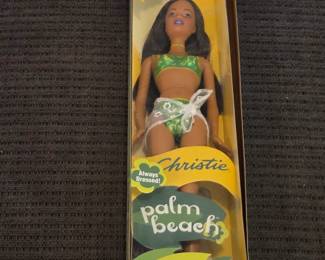 Always
Dressed!
Christie
palm
beach